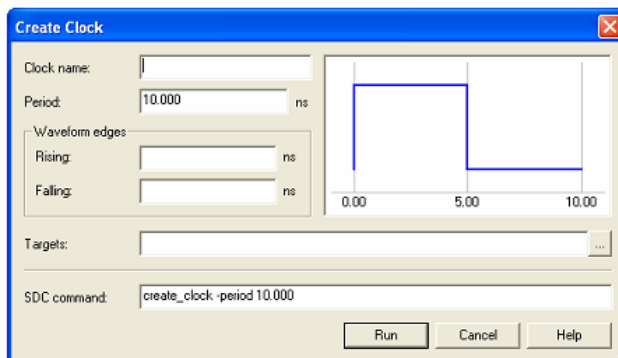 Create Clock
Clock name:
Period: 10.000 ns
Waveform edges
Rising: ns
Falling: ns
0.00 5.00 10.00
Targets: ...
SDC command: create_clock -period 10.000
Run Cancel Help